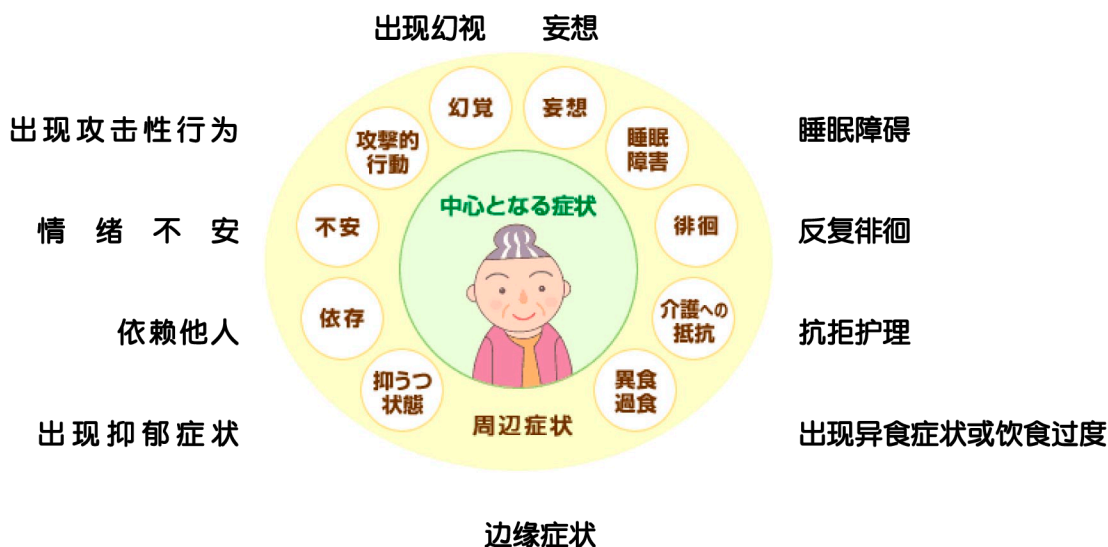 出现幻视 妄想
幻覚
妄想
出现攻击性行为
攻撃的
行動
睡眠
障害
睡眠障碍
中心となる症状
情绪不安
不安
徘徊
反复徘徊
依赖他人
依存
介護への
抵抗
抗拒护理
抑うつ
状態
異食
過食
周辺症状
出现抑郁症状
出现异食症状或饮食过度
边缘症状